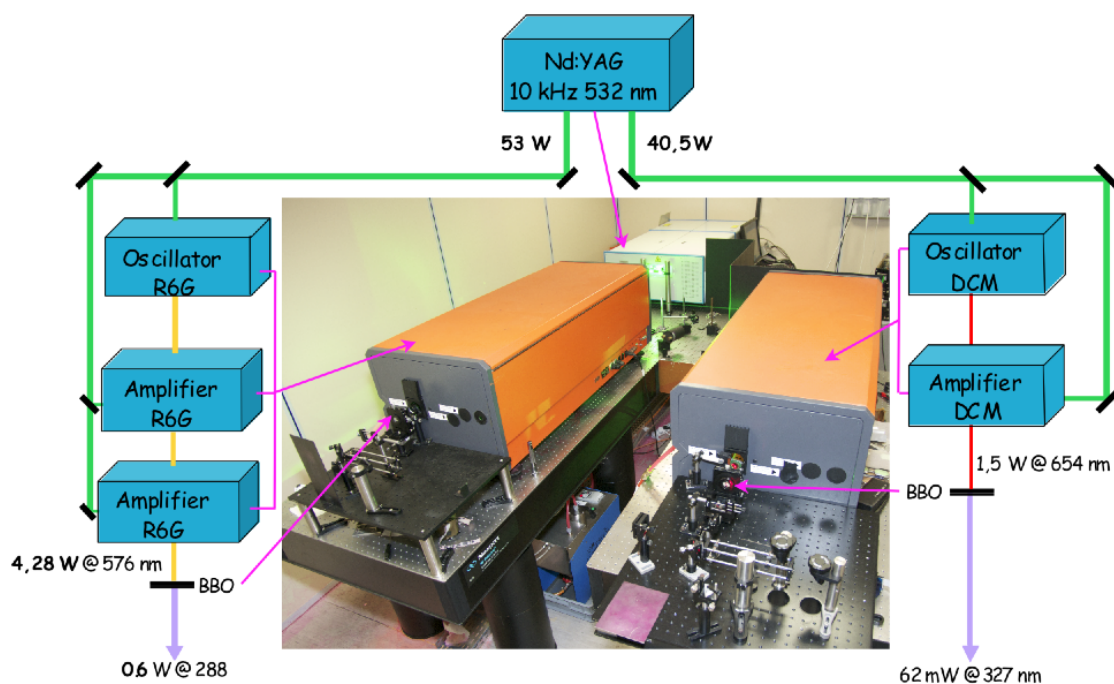 Nd:YAG
10 kHz 532 nm
53 W
40,5W
Oscillator
R6G
Oscillator
DCM
Amplifier
R6G
Amplifier
DCM
Amplifier
R6G
1,5 W @ 654 nm
BBO
4,28 W @ 576 nm
BBO
0.6 W @ 288
62 mW @ 327 nm